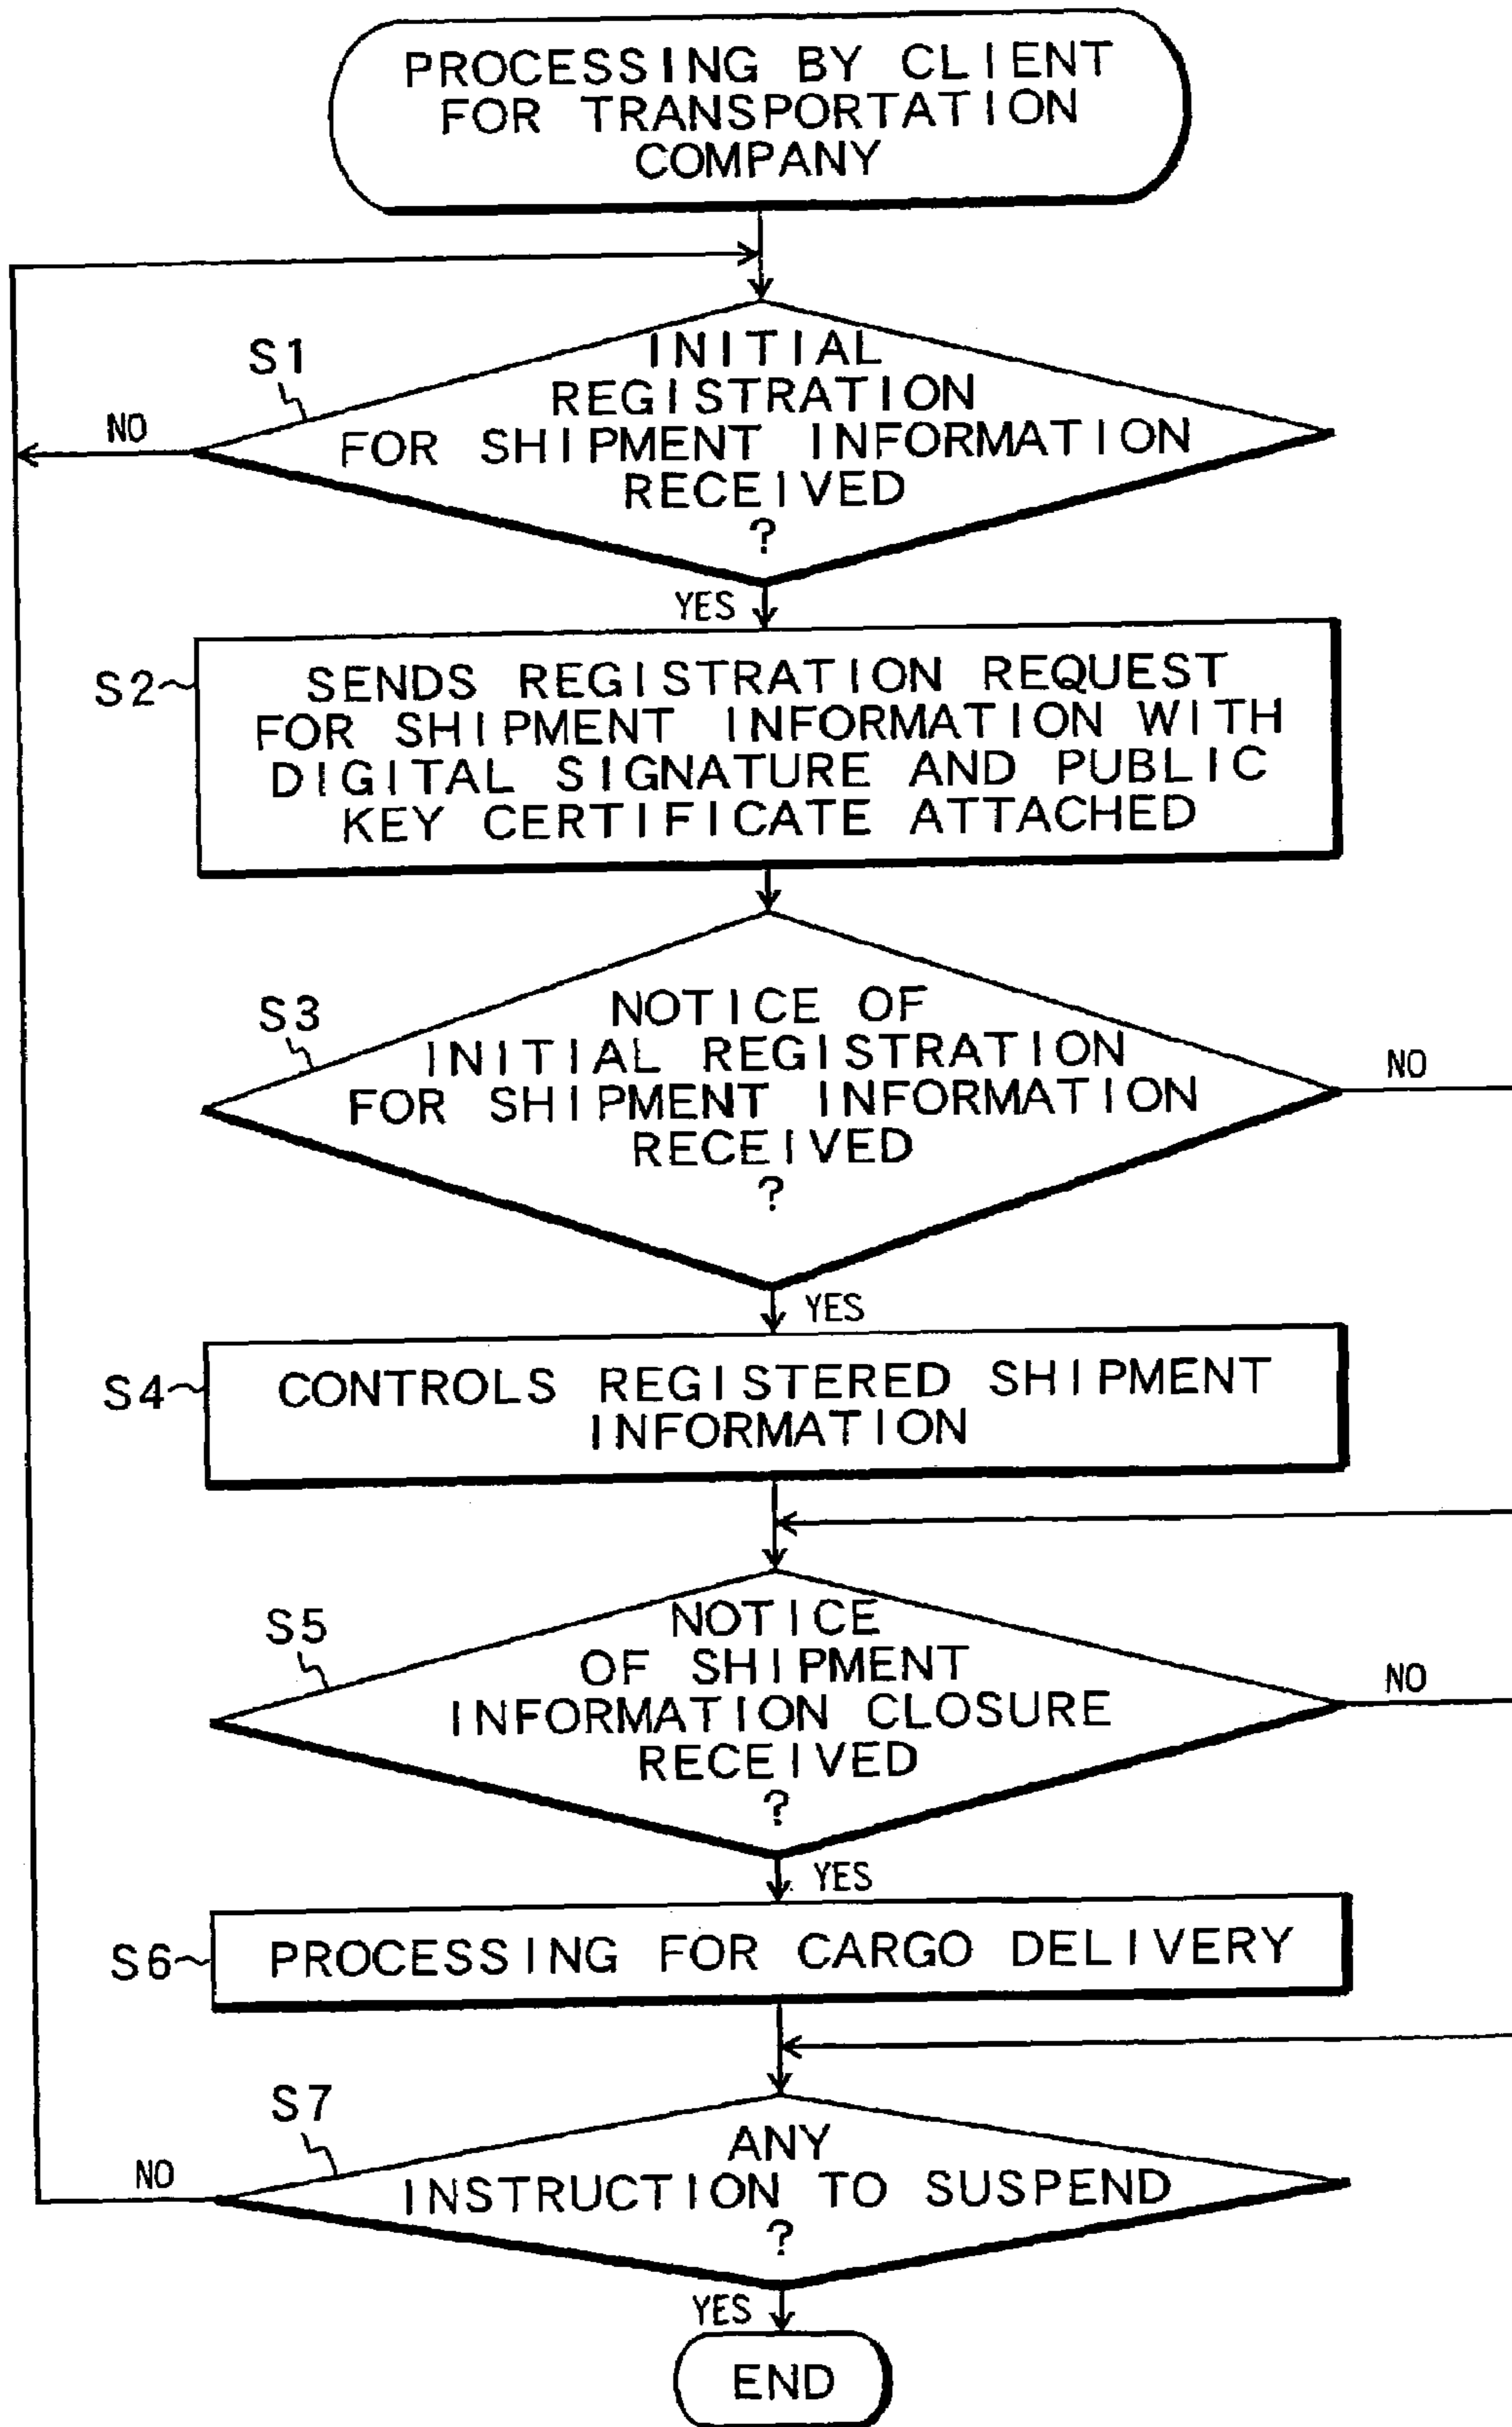 PROCESSING BY CLIENT
FOR TRANSPORTATION
COMPANY
S1
INITIAL
REGISTRATION
FOR SHIPMENT INFORMATION
RECEIVED
?
NO
YES
S2
SENDS REGISTRATION REQUEST
FOR SHIPMENT INFORMATION WITH
DIGITAL SIGNATURE AND PUBLIC
KEY CERTIFICATE ATTACHED
S3
NOTICE OF
INITIAL REGISTRATION
FOR SHIPMENT INFORMATION
RECEIVED
?
NO
YES
S4
CONTROLS REGISTERED SHIPMENT
INFORMATION
S5
NOTICE
OF SHIPMENT
INFORMATION CLOSURE
RECEIVED
?
NO
YES
S6
PROCESSING FOR CARGO DELIVERY
S7
ANY
INSTRUCTION TO SUSPEND
?
NO
YES
END